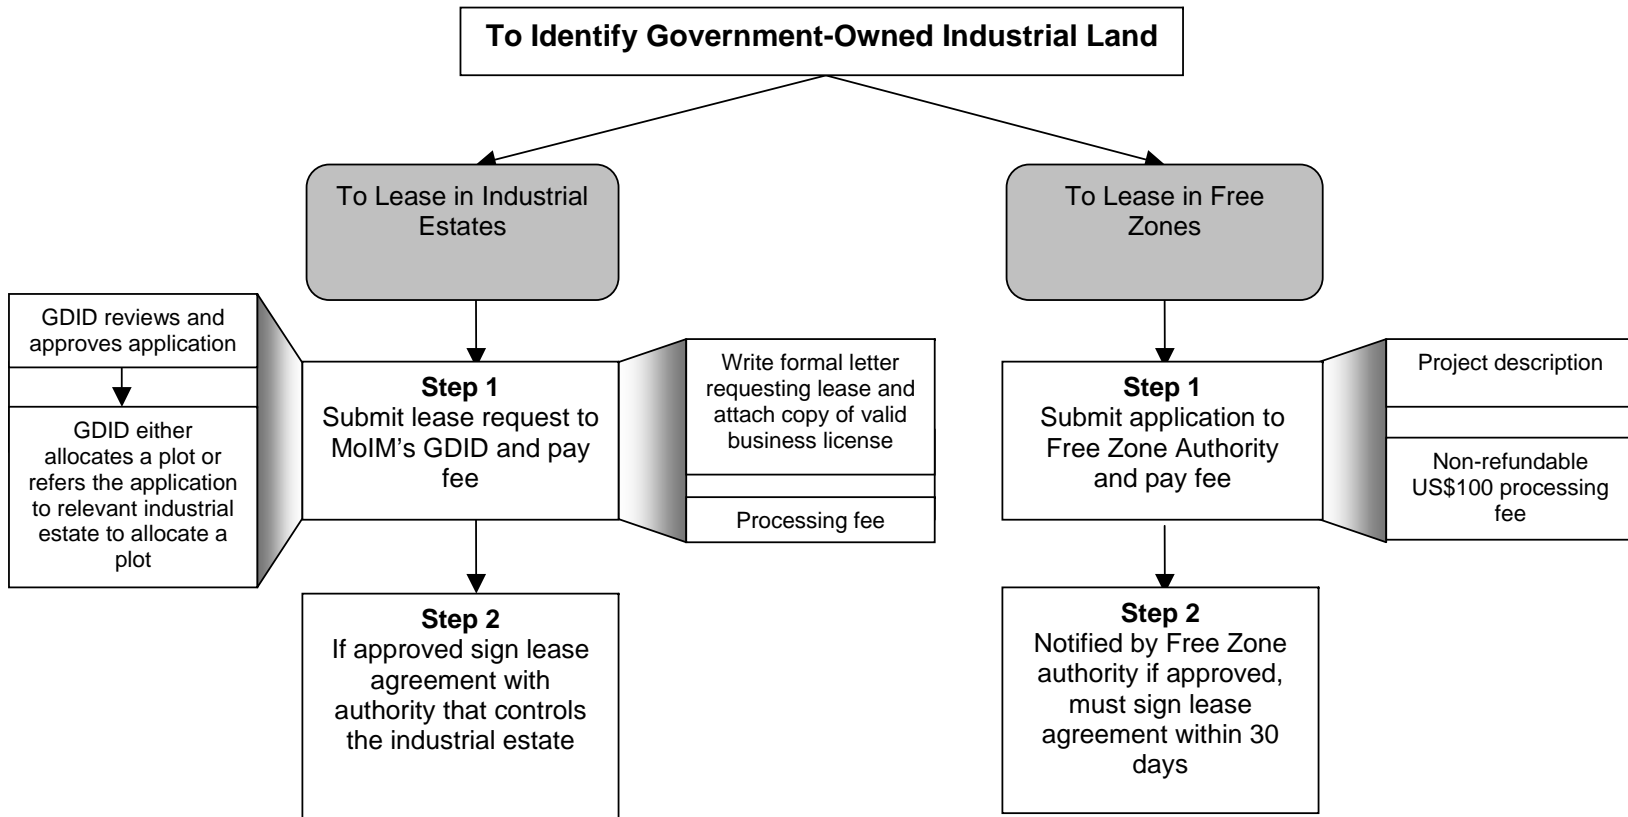 To Identify Government-Owned Industrial Land
To Lease in Industrial
Estates
To Lease in Free
Zones
GDID reviews and
approves application
GDID either
allocates a plot or
refers the application
to relevant industrial
estate to allocate a
plot
Step 1
Submit lease request to
MoIM’s GDID and pay
fee
Write formal letter
requesting lease and
attach copy of valid
business license
Processing fee
Step 2
If approved sign lease
agreement with
authority that controls
the industrial estate
Step 1
Submit application to
Free Zone Authority
and pay fee
Project description
Non-refundable
US$100 processing
fee
Step 2
Notified by Free Zone
authority if approved,
must sign lease
agreement within 30
days